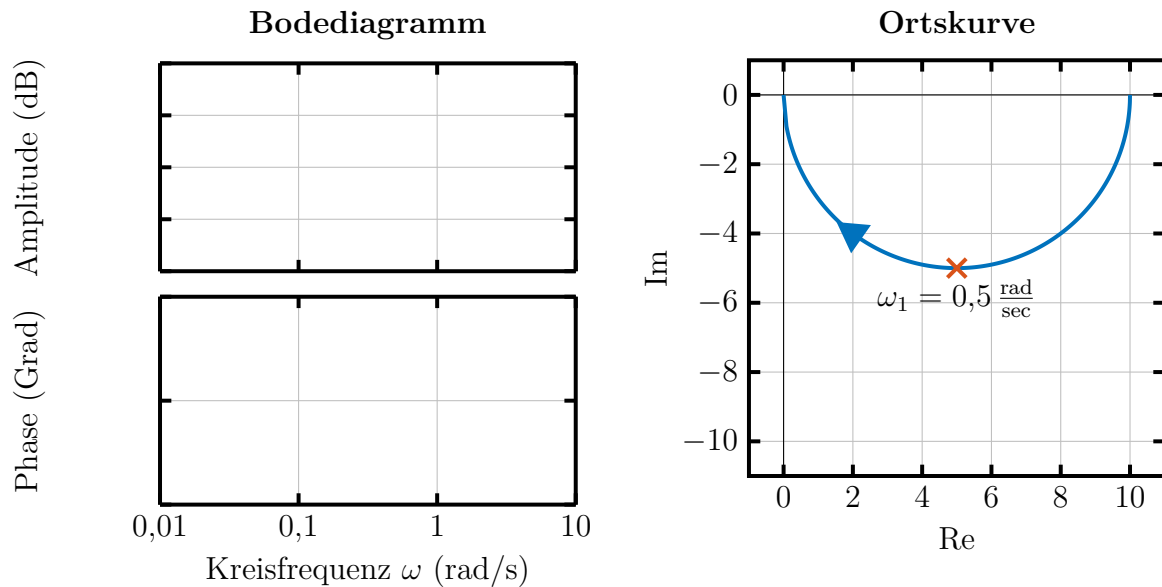 Bodediagramm
Amplitude (dB)
Phase (Grad)
0,01 0,1 1 10
Kreisfrequenz ω (rad/s)
Ortskurve
Im
0
−2
−4
−6
−8
−10
ω₁ = 0,5 rad/sec
0 2 4 6 8 10
Re